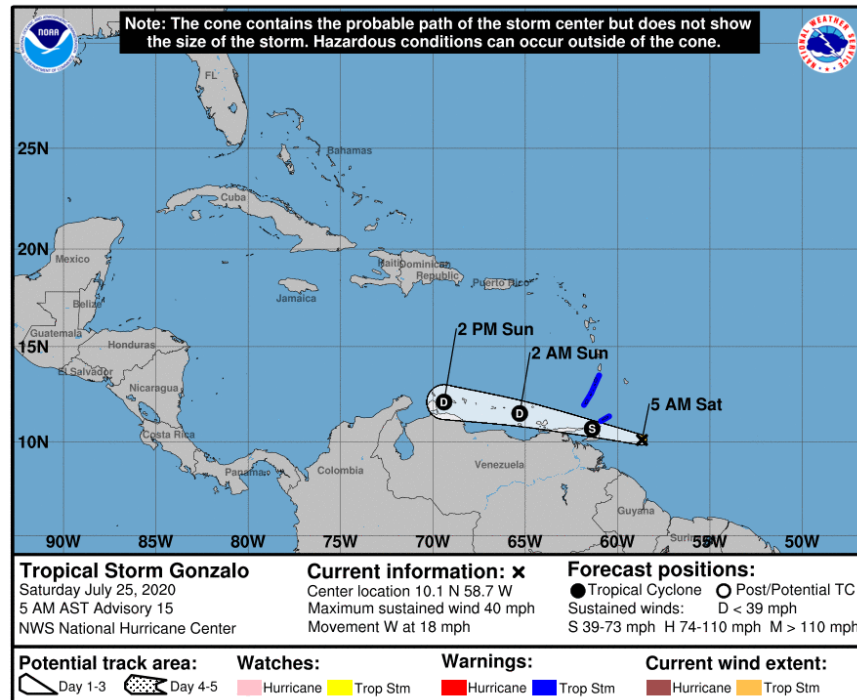 Note: The cone contains the probable path of the storm center but does not show
the size of the storm. Hazardous conditions can occur outside of the cone.
NOAA
NATIONAL WEATHER SERVICE
FL
25N
Bahamas
Cuba
20N
Mexico
Haiti
Dominican
Republic
Puerto Rico
Jamaica
Belize
2 PM Sun
Guatemala
Honduras
15N
2 AM Sun
El Salvador
Nicaragua
5 AM Sat
D
D
S
10N
Costa Rica
Panama
Colombia
Venezuela
Guyana
90W 85W 80W 75W 70W 65W 60W 55W 50W
Tropical Storm Gonzalo
Saturday July 25, 2020
5 AM AST Advisory 15
NWS National Hurricane Center
Current information: x
Center location 10.1 N 58.7 W
Maximum sustained wind 40 mph
Movement W at 18 mph
Forecast positions:
Tropical Cyclone Post/Potential TC
Sustained winds: D < 39 mph
S 39-73 mph H 74-110 mph M > 110 mph
Potential track area:
Day 1-3 Day 4-5
Watches:
Hurricane Trop Stm
Warnings:
Hurricane Trop Stm
Current wind extent:
Hurricane Trop Stm